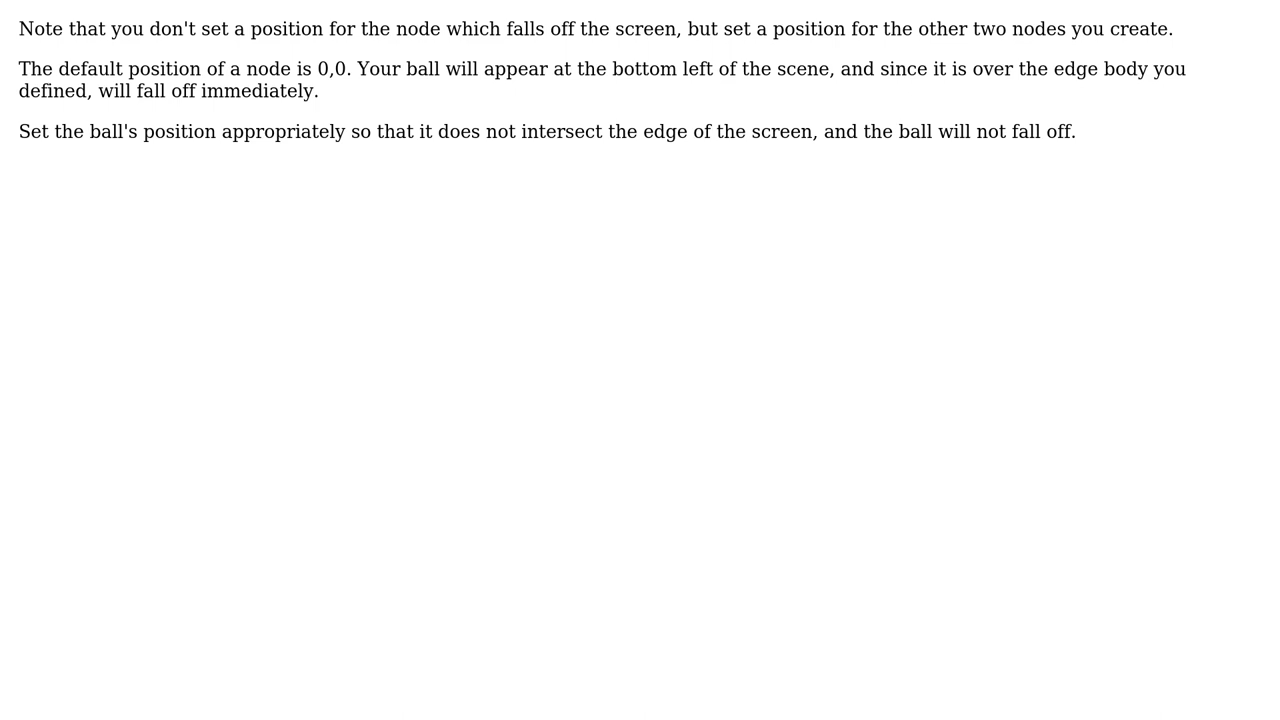 Note that you don't set a position for the node which falls off the screen, but set a position for the other two nodes you create.
The default position of a node is 0,0. Your ball will appear at the bottom left of the scene, and since it is over the edge body you
defined, will fall off immediately.
Set the ball's position appropriately so that it does not intersect the edge of the screen, and the ball will not fall off.